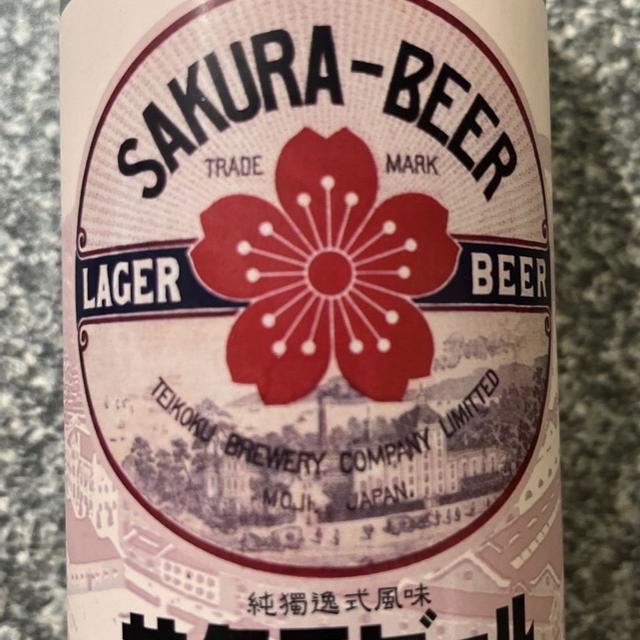 SAKURA-BEER
TRADE MARK
LAGER BEER
TEIKOKU BREWERY COMPANY LIMITED
MOJI, JAPAN.
純獨逸式風味